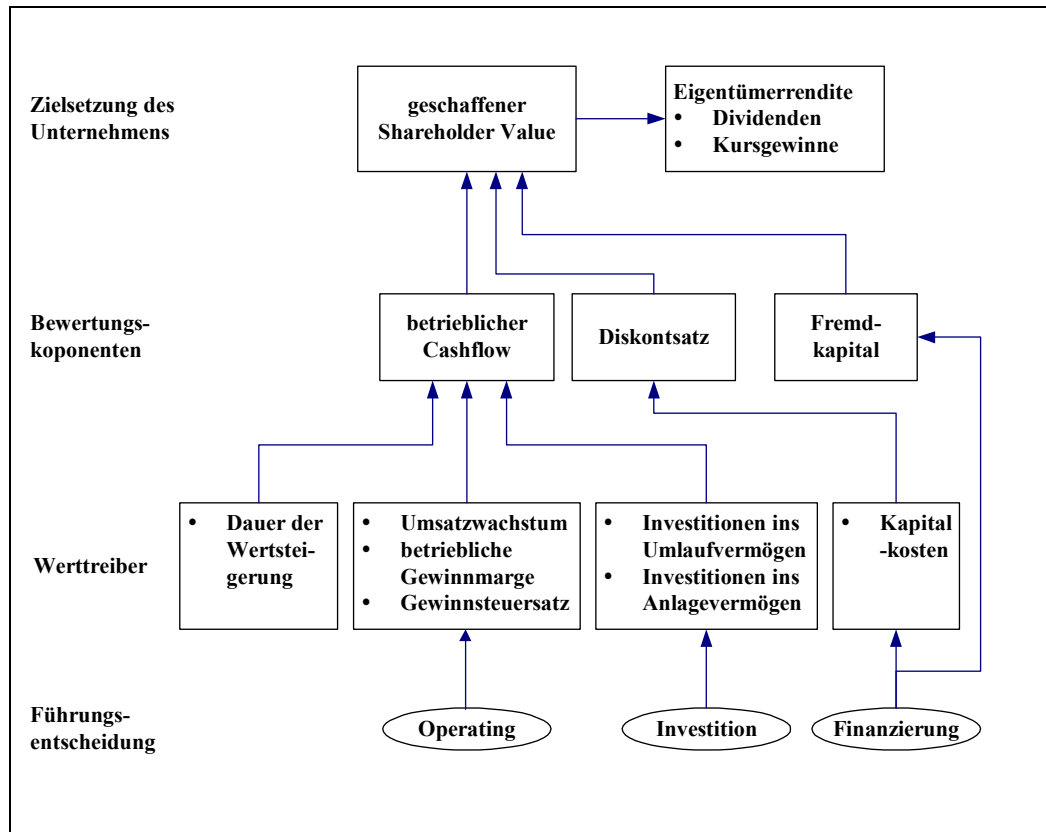 Zielsetzung des
Unternehmens
geschaffener
Shareholder Value
Eigentümerrendite
• Dividenden
• Kursgewinne
Bewertungs-
koponenten
betrieblicher
Cashflow
Diskontsatz
Fremd-
kapital
Werttreiber
• Dauer der
Wertstei-
gerung
• Umsatzwachstum
• betriebliche
Gewinnmarge
• Gewinnsteuersatz
• Investitionen ins
Umlaufvermögen
• Investitionen ins
Anlagevermögen
• Kapital
-kosten
Führungs-
entscheidung
Operating
Investition
Finanzierung